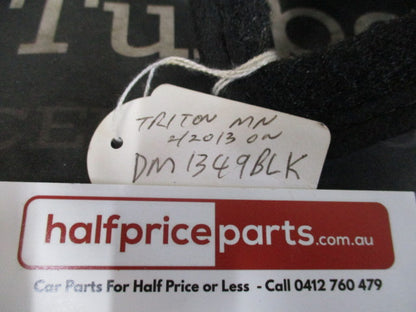 TRITON MN
2/2013 ON
DM1349BLK
halfpriceparts.com.au
Car Parts For Half Price or Less - Call 0412 760 479